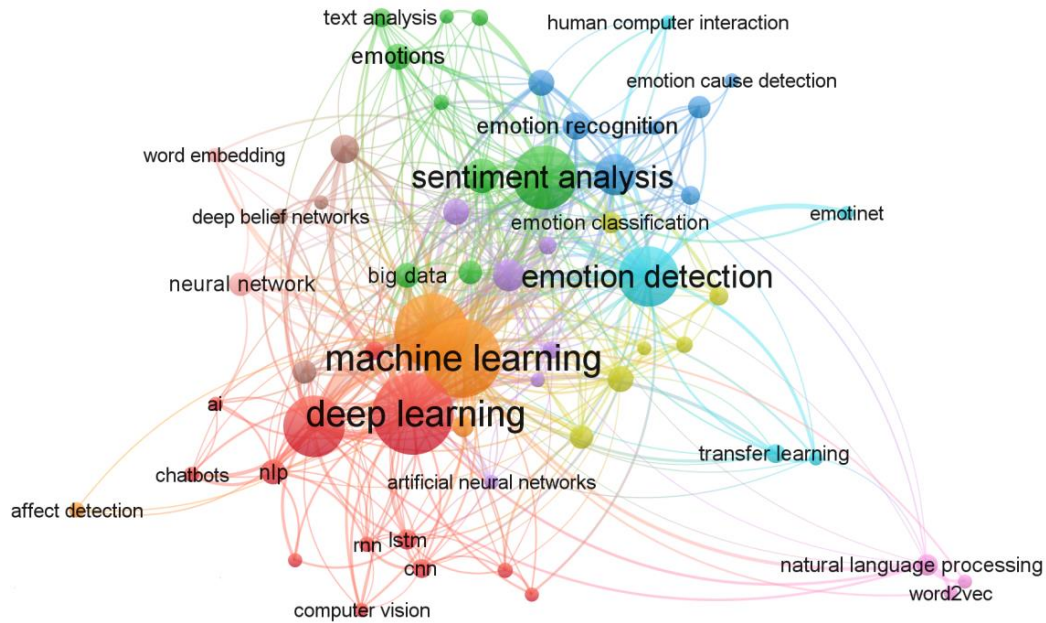 text analysis
human computer interaction
emotions
emotion cause detection
emotion recognition
word embedding
sentiment analysis
deep belief networks
emotion classification
emotinet
neural network
big data
emotion detection
machine learning
ai
deep learning
transfer learning
chatbots
nlp
artificial neural networks
affect detection
rnn
lstm
cnn
natural language processing
word2vec
computer vision